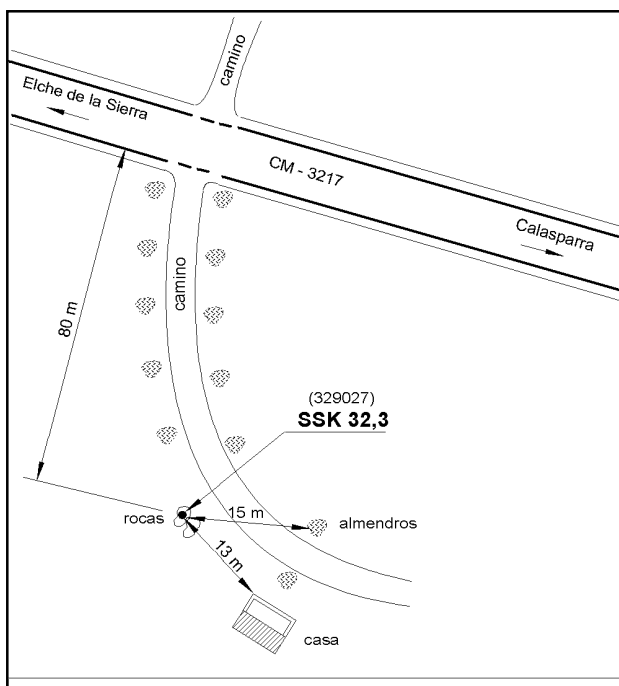 camino
Elche de la Sierra
CM - 3217
Calasparra
camino
80 m
(329027)
SSK 32,3
rocas
15 m
almendros
13 m
casa